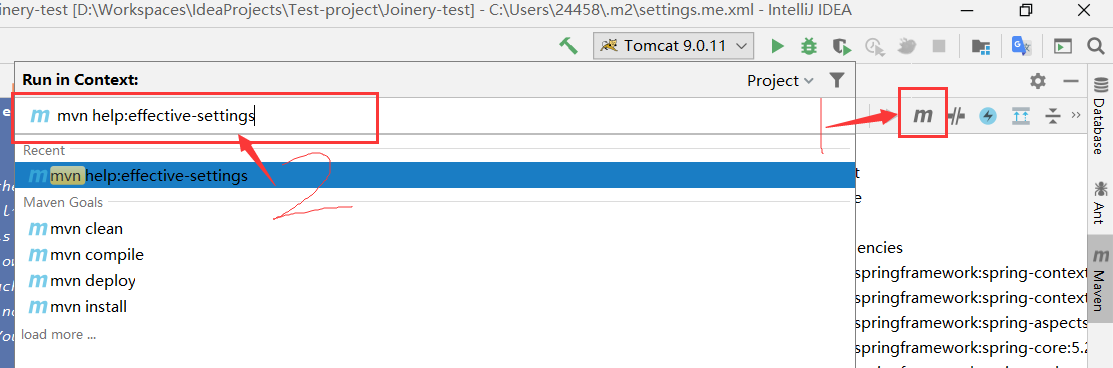 inery-test [D:\Workspaces\IdeaProjects\Test-project\Joinery-test] - C:\Users\24458\.m2\settings.me.xml - IntelliJ IDEA
Tomcat 9.0.11
Run in Context:
Project
m mvn help:effective-settings
1
m
Recent
m mvn help:effective-settings
2
Maven Goals
m mvn clean
m mvn compile
m mvn deploy
m mvn install
load more ...
encies
springframework:spring-context
springframework:spring-context
springframework:spring-aspects
springframework:spring-core:5.2
Database
Ant
m Maven